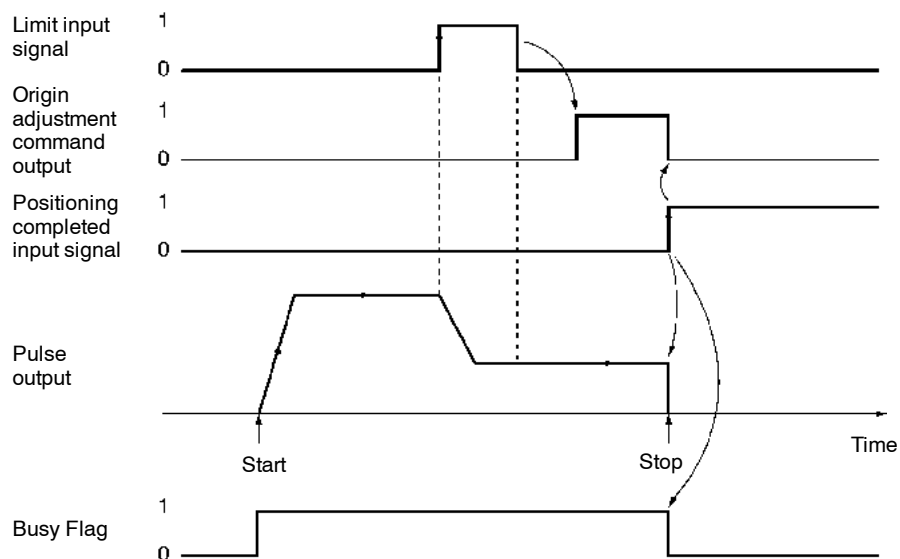 Limit input
signal
1
0
Origin
adjustment
command
output
1
0
Positioning
completed
input signal
1
0
Pulse
output
Time
Start
Stop
Busy Flag
1
0